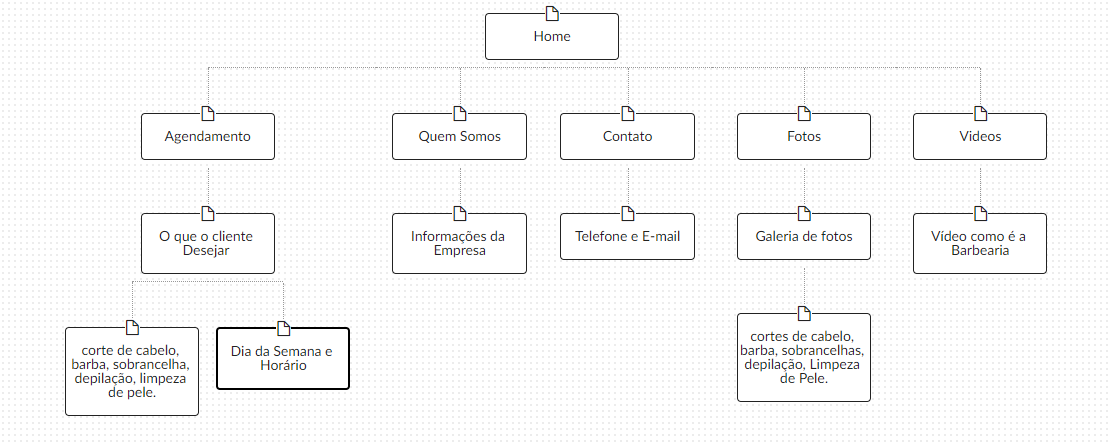 Home
Agendamento
Quem Somos
Contato
Fotos
Videos
O que o cliente
Desejar
Informações da
Empresa
Telefone e E-mail
Galeria de fotos
Vídeo como é a
Barbearia
corte de cabelo,
barba, sobrancelha,
depilação, limpeza
de pele.
Dia da Semana e
Horário
cortes de cabelo,
barba, sobrancelhas,
depilação, Limpeza
de Pele.